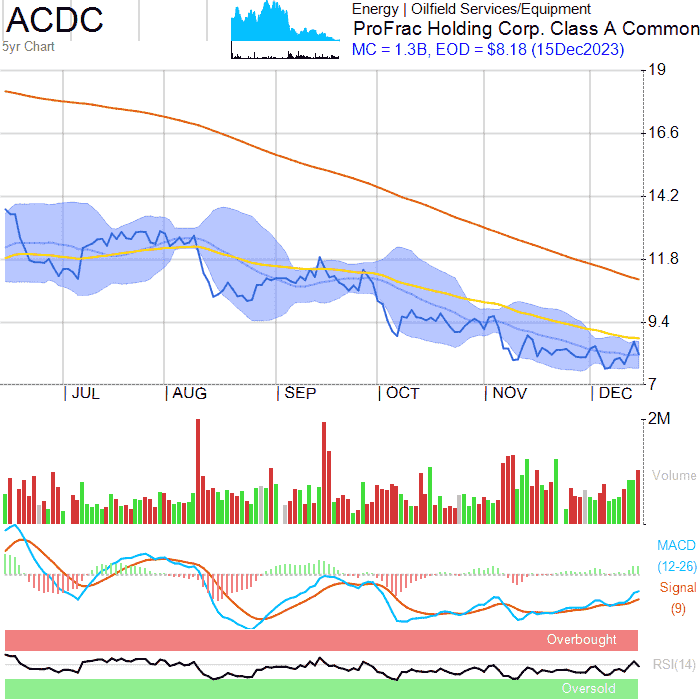 ACDC
5yr Chart
Energy | Oilfield Services/Equipment
ProFrac Holding Corp. Class A Common
MC = 1.3B, EOD = $8.18 (15Dec2023)
19
16.6
14.2
11.8
9.4
7
| JUL | AUG | SEP | OCT | NOV | DEC
2M
Volume
MACD
(12-26)
Signal
(9)
Overbought
RSI(14)
Oversold